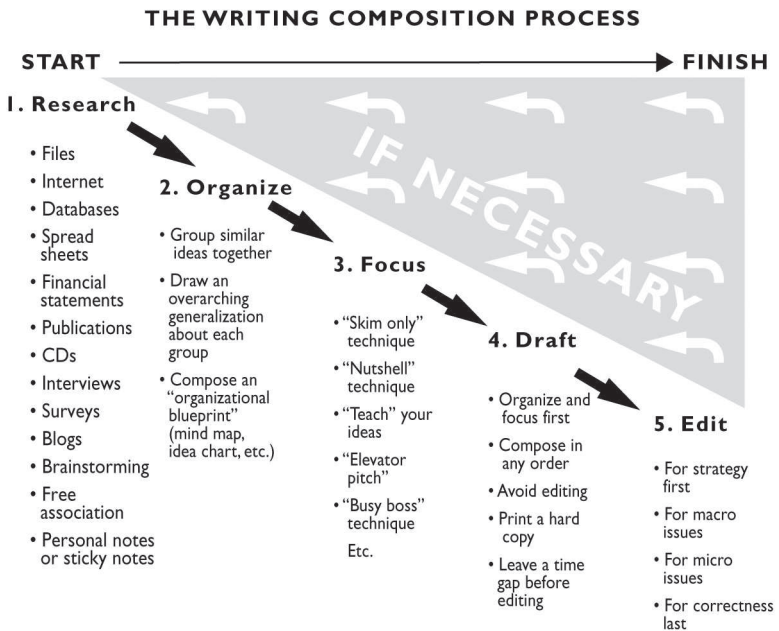 THE WRITING COMPOSITION PROCESS
START
FINISH
IF NECESSARY
1. Research
• Files
• Internet
• Databases
• Spread
sheets
• Financial
statements
• Publications
• CDs
• Interviews
• Surveys
• Blogs
• Brainstorming
• Free
association
• Personal notes
or sticky notes
2. Organize
• Group similar
ideas together
• Draw an
overarching
generalization
about each
group
• Compose an
“organizational
blueprint”
(mind map,
idea chart, etc.)
3. Focus
• “Skim only”
technique
• “Nutshell”
technique
• “Teach” your
ideas
• “Elevator
pitch”
• “Busy boss”
technique
Etc.
4. Draft
• Organize and
focus first
• Compose in
any order
• Avoid editing
• Print a hard
copy
• Leave a time
gap before
editing
5. Edit
• For strategy
first
• For macro
issues
• For micro
issues
• For correctness
last